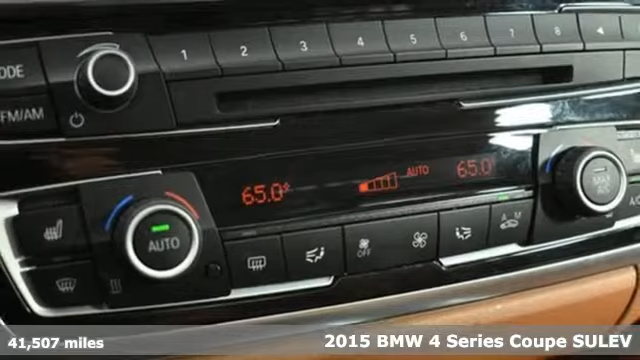 1 2 3 4 5 6 7 8
MODE
FM/AM
65.0° AUTO 65.0°
AUTO
OFF
A M
MAX
A/C
A/C
41,507 miles 2015 BMW 4 Series Coupe SULEV